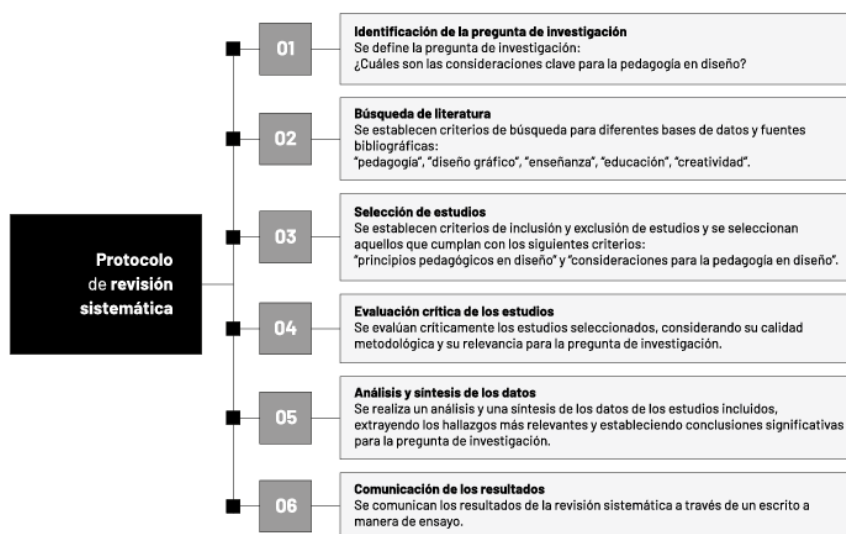 Protocolo
de revisión
sistemática
01
Identificación de la pregunta de investigación
Se define la pregunta de investigación:
¿Cuáles son las consideraciones clave para la pedagogía en diseño?
02
Búsqueda de literatura
Se establecen criterios de búsqueda para diferentes bases de datos y fuentes
bibliográficas:
"pedagogía", "diseño gráfico", "enseñanza", "educación", "creatividad".
03
Selección de estudios
Se establecen criterios de inclusión y exclusión de estudios y se seleccionan
aquellos que cumplan con los siguientes criterios:
"principios pedagógicos en diseño" y "consideraciones para la pedagogía en diseño".
04
Evaluación crítica de los estudios
Se evalúan críticamente los estudios seleccionados, considerando su calidad
metodológica y su relevancia para la pregunta de investigación.
05
Análisis y síntesis de los datos
Se realiza un análisis y una síntesis de los datos de los estudios incluidos,
extrayendo los hallazgos más relevantes y estableciendo conclusiones significativas
para la pregunta de investigación.
06
Comunicación de los resultados
Se comunican los resultados de la revisión sistemática a través de un escrito a
manera de ensayo.